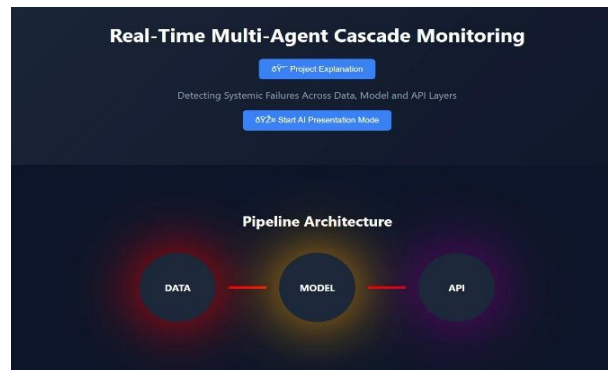 Real-Time Multi-Agent Cascade Monitoring
Project Explanation
Detecting Systemic Failures Across Data, Model and API Layers
🎤 Start AI Presentation Mode
Pipeline Architecture
DATA
MODEL
API